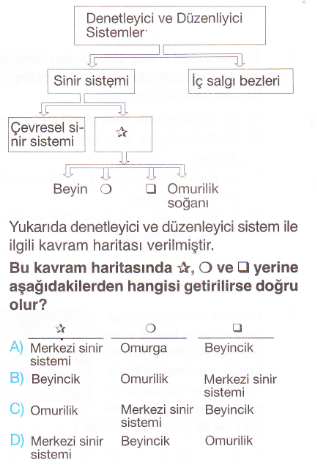 Denetleyici ve Düzenliyici
Sistemler
Sinir sistemi
İç salgı bezleri
Çevresel si-
nir sistemi
Beyin
Omurilik
soğanı
Yukarıda denetleyici ve düzenleyici sistem ile
ilgili kavram haritası verilmiştir.
Bu kavram haritasında ☆, ○ ve □ yerine
aşağıdakilerden hangisi getirilirse doğru
olur?
☆ ○ □
A) Merkezi sinir sistemi Omurga Beyincik
B) Beyincik Omurilik Merkezi sinir sistemi
C) Omurilik Merkezi sinir sistemi Beyincik
D) Merkezi sinir sistemi Beyincik Omurilik